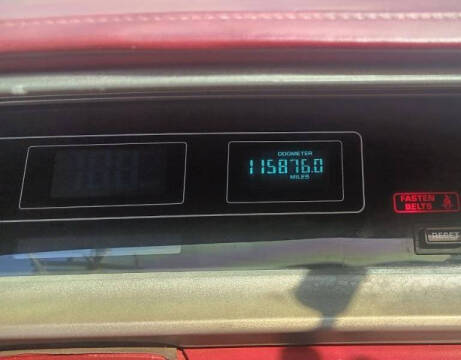 ODOMETER
115876.0
MILES
FASTEN
BELTS
RESET